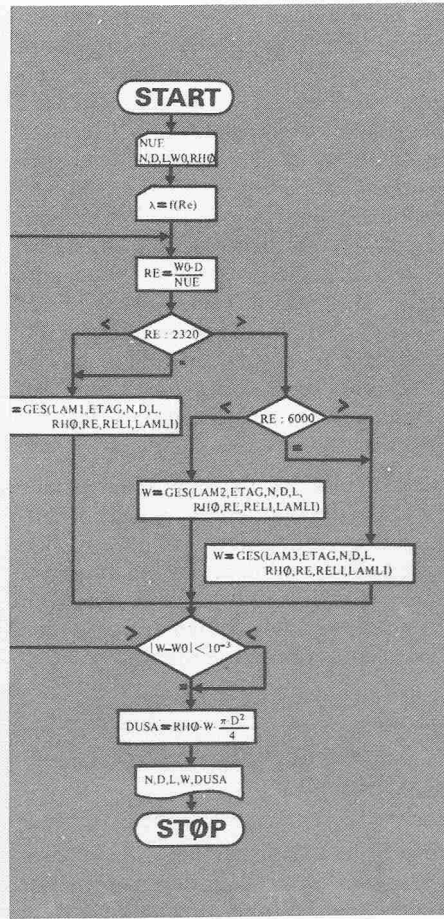 START
NUE
N,D,L,W0,RHØ
λ=f(Re)
RE=W0·D/NUE
< RE : 2320 >
=
=GES(LAM1,ETAG,N,D,L,
RHØ,RE,RELI,LAMLI)
< RE : 6000 >
=
W=GES(LAM2,ETAG,N,D,L,
RHØ,RE,RELI,LAMLI)
W=GES(LAM3,ETAG,N,D,L,
RHØ,RE,RELI,LAMLI)
> |W–W0|<10⁻³ <
=
DUSA=RHØ·W·π·D²/4
N,D,L,W,DUSA
STØP